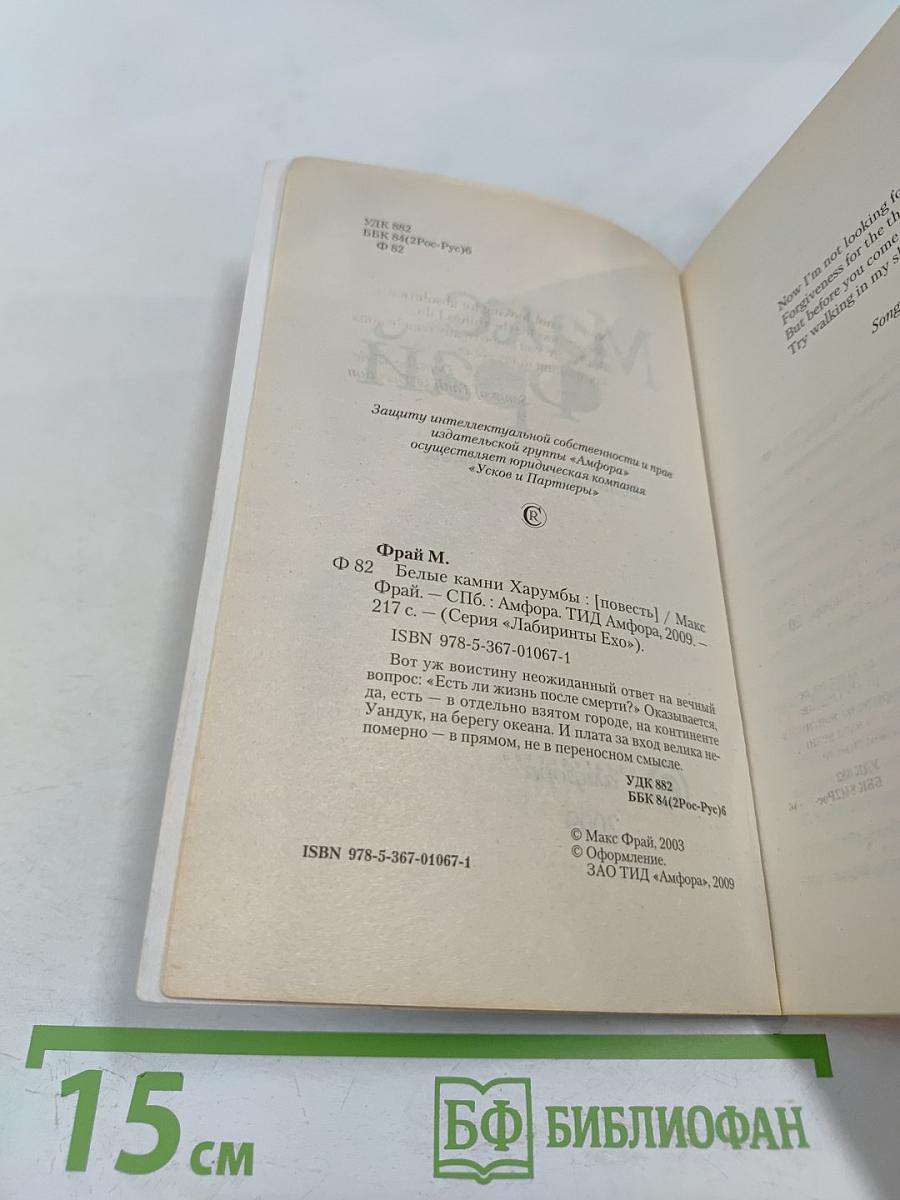 УДК 882
ББК 84(2Рос-Рус)6
Ф 82
Защиту интеллектуальной собственности и прав
издательской группы «Амфора»
осуществляет юридическая компания
«Усков и Партнеры»
CR
Фрай М.
Ф 82 Белые камни Харумбы : [повесть] / Макс
Фрай. — СПб. : Амфора. ТИД Амфора, 2009. —
217 с. — (Серия «Лабиринты Ехо»).
ISBN 978-5-367-01067-1
Вот уж воистину неожиданный ответ на вечный
вопрос: «Есть ли жизнь после смерти?» Оказывается,
да, есть — в отдельно взятом городе, на континенте
Уандук, на берегу океана. И плата за вход велика не-
померно — в прямом, не в переносном смысле.
УДК 882
ББК 84(2Рос-Рус)6
ISBN 978-5-367-01067-1
© Макс Фрай, 2003
© Оформление.
ЗАО ТИД «Амфора», 2009
Now I'm not looking
Forgiveness for the
But before you come
Try walking in my
15 см
БФ БИБЛИОФАН